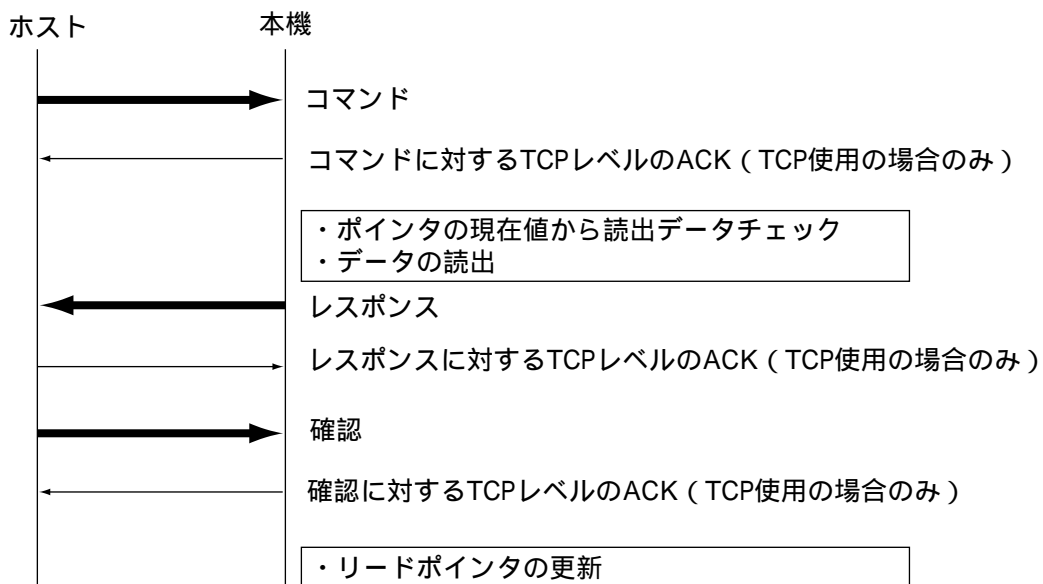 ホスト 本機
コマンド
コマンドに対するTCPレベルのACK（TCP使用の場合のみ）
・ポインタの現在値から読出データチェック
・データの読出
レスポンス
レスポンスに対するTCPレベルのACK（TCP使用の場合のみ）
確認
確認に対するTCPレベルのACK（TCP使用の場合のみ）
・リードポインタの更新